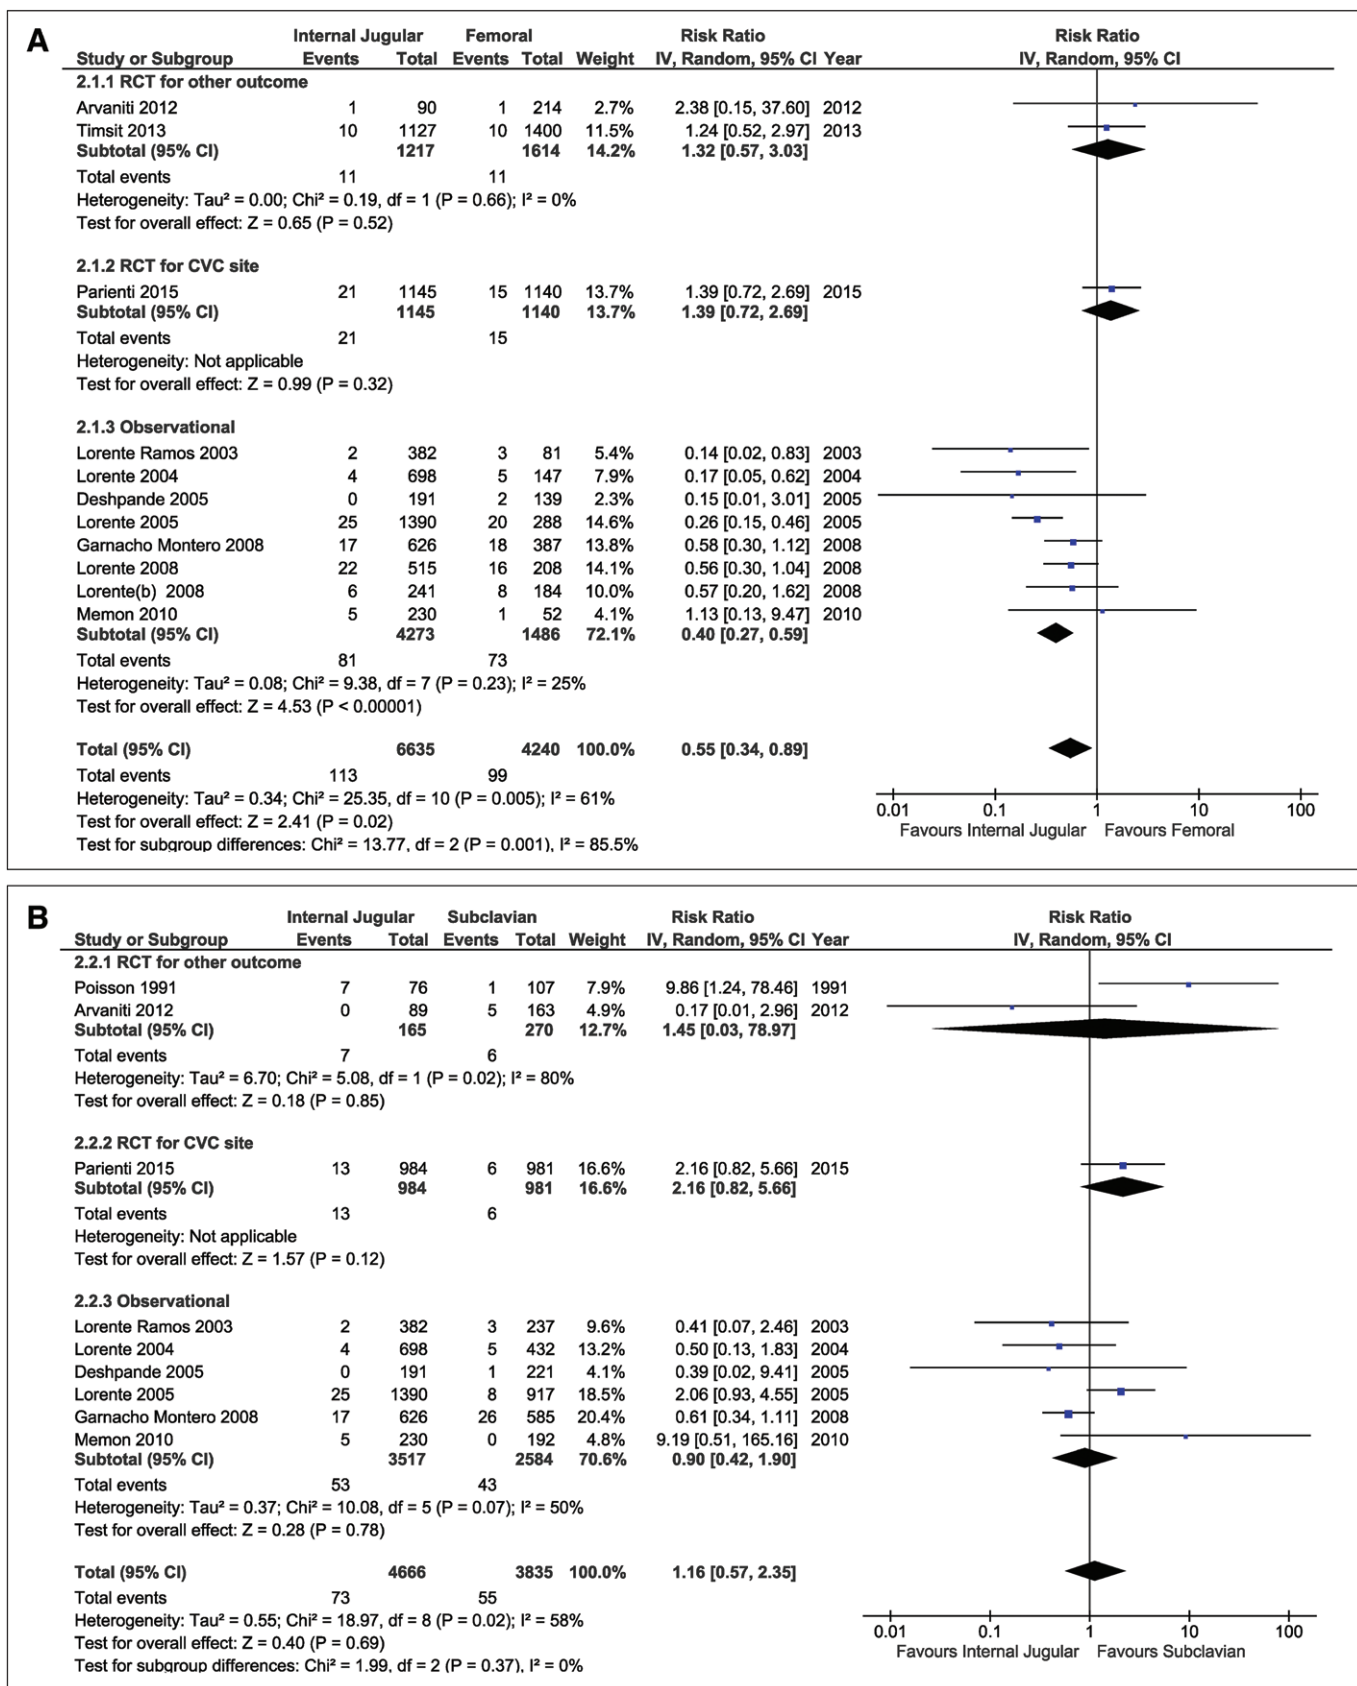 A
Internal Jugular Femoral Risk Ratio Risk Ratio
Study or Subgroup Events Total Events Total Weight IV, Random, 95% CI Year IV, Random, 95% CI
2.1.1 RCT for other outcome
Arvaniti 2012 1 90 1 214 2.7% 2.38 [0.15, 37.60] 2012
Timsit 2013 10 1127 10 1400 11.5% 1.24 [0.52, 2.97] 2013
Subtotal (95% CI) 1217 1614 14.2% 1.32 [0.57, 3.03]
Total events 11 11
Heterogeneity: Tau² = 0.00; Chi² = 0.19, df = 1 (P = 0.66); I² = 0%
Test for overall effect: Z = 0.65 (P = 0.52)
2.1.2 RCT for CVC site
Parienti 2015 21 1145 15 1140 13.7% 1.39 [0.72, 2.69] 2015
Subtotal (95% CI) 1145 1140 13.7% 1.39 [0.72, 2.69]
Total events 21 15
Heterogeneity: Not applicable
Test for overall effect: Z = 0.99 (P = 0.32)
2.1.3 Observational
Lorente Ramos 2003 2 382 3 81 5.4% 0.14 [0.02, 0.83] 2003
Lorente 2004 4 698 5 147 7.9% 0.17 [0.05, 0.62] 2004
Deshpande 2005 0 191 2 139 2.3% 0.15 [0.01, 3.01] 2005
Lorente 2005 25 1390 20 288 14.6% 0.26 [0.15, 0.46] 2005
Garnacho Montero 2008 17 626 18 387 13.8% 0.58 [0.30, 1.12] 2008
Lorente 2008 22 515 16 208 14.1% 0.56 [0.30, 1.04] 2008
Lorente(b) 2008 6 241 8 184 10.0% 0.57 [0.20, 1.62] 2008
Memon 2010 5 230 1 52 4.1% 1.13 [0.13, 9.47] 2010
Subtotal (95% CI) 4273 1486 72.1% 0.40 [0.27, 0.59]
Total events 81 73
Heterogeneity: Tau² = 0.08; Chi² = 9.38, df = 7 (P = 0.23); I² = 25%
Test for overall effect: Z = 4.53 (P < 0.00001)
Total (95% CI) 6635 4240 100.0% 0.55 [0.34, 0.89]
Total events 113 99
Heterogeneity: Tau² = 0.34; Chi² = 25.35, df = 10 (P = 0.005); I² = 61%
Test for overall effect: Z = 2.41 (P = 0.02)
Test for subgroup differences: Chi² = 13.77, df = 2 (P = 0.001), I² = 85.5%
0.01 0.1 1 10 100
Favours Internal Jugular Favours Femoral
B
Internal Jugular Subclavian Risk Ratio Risk Ratio
Study or Subgroup Events Total Events Total Weight IV, Random, 95% CI Year IV, Random, 95% CI
2.2.1 RCT for other outcome
Poisson 1991 7 76 1 107 7.9% 9.86 [1.24, 78.46] 1991
Arvaniti 2012 0 89 5 163 4.9% 0.17 [0.01, 2.96] 2012
Subtotal (95% CI) 165 270 12.7% 1.45 [0.03, 78.97]
Total events 7 6
Heterogeneity: Tau² = 6.70; Chi² = 5.08, df = 1 (P = 0.02); I² = 80%
Test for overall effect: Z = 0.18 (P = 0.85)
2.2.2 RCT for CVC site
Parienti 2015 13 984 6 981 16.6% 2.16 [0.82, 5.66] 2015
Subtotal (95% CI) 984 981 16.6% 2.16 [0.82, 5.66]
Total events 13 6
Heterogeneity: Not applicable
Test for overall effect: Z = 1.57 (P = 0.12)
2.2.3 Observational
Lorente Ramos 2003 2 382 3 237 9.6% 0.41 [0.07, 2.46] 2003
Lorente 2004 4 698 5 432 13.2% 0.50 [0.13, 1.83] 2004
Deshpande 2005 0 191 1 221 4.1% 0.39 [0.02, 9.41] 2005
Lorente 2005 25 1390 8 917 18.5% 2.06 [0.93, 4.55] 2005
Garnacho Montero 2008 17 626 26 585 20.4% 0.61 [0.34, 1.11] 2008
Memon 2010 5 230 0 192 4.8% 9.19 [0.51, 165.16] 2010
Subtotal (95% CI) 3517 2584 70.6% 0.90 [0.42, 1.90]
Total events 53 43
Heterogeneity: Tau² = 0.37; Chi² = 10.08, df = 5 (P = 0.07); I² = 50%
Test for overall effect: Z = 0.28 (P = 0.78)
Total (95% CI) 4666 3835 100.0% 1.16 [0.57, 2.35]
Total events 73 55
Heterogeneity: Tau² = 0.55; Chi² = 18.97, df = 8 (P = 0.02); I² = 58%
Test for overall effect: Z = 0.40 (P = 0.69)
Test for subgroup differences: Chi² = 1.99, df = 2 (P = 0.37), I² = 0%
0.01 0.1 1 10 100
Favours Internal Jugular Favours Subclavian